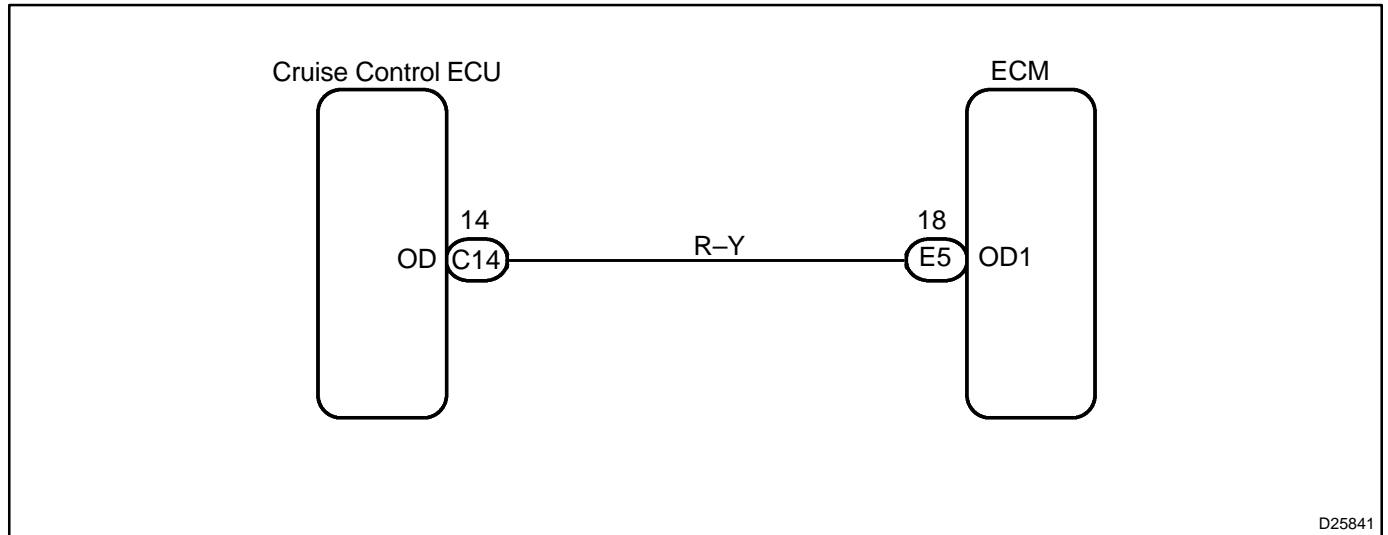 Cruise Control ECU
ECM
14
18
OD
C14
R–Y
E5
OD1
D25841